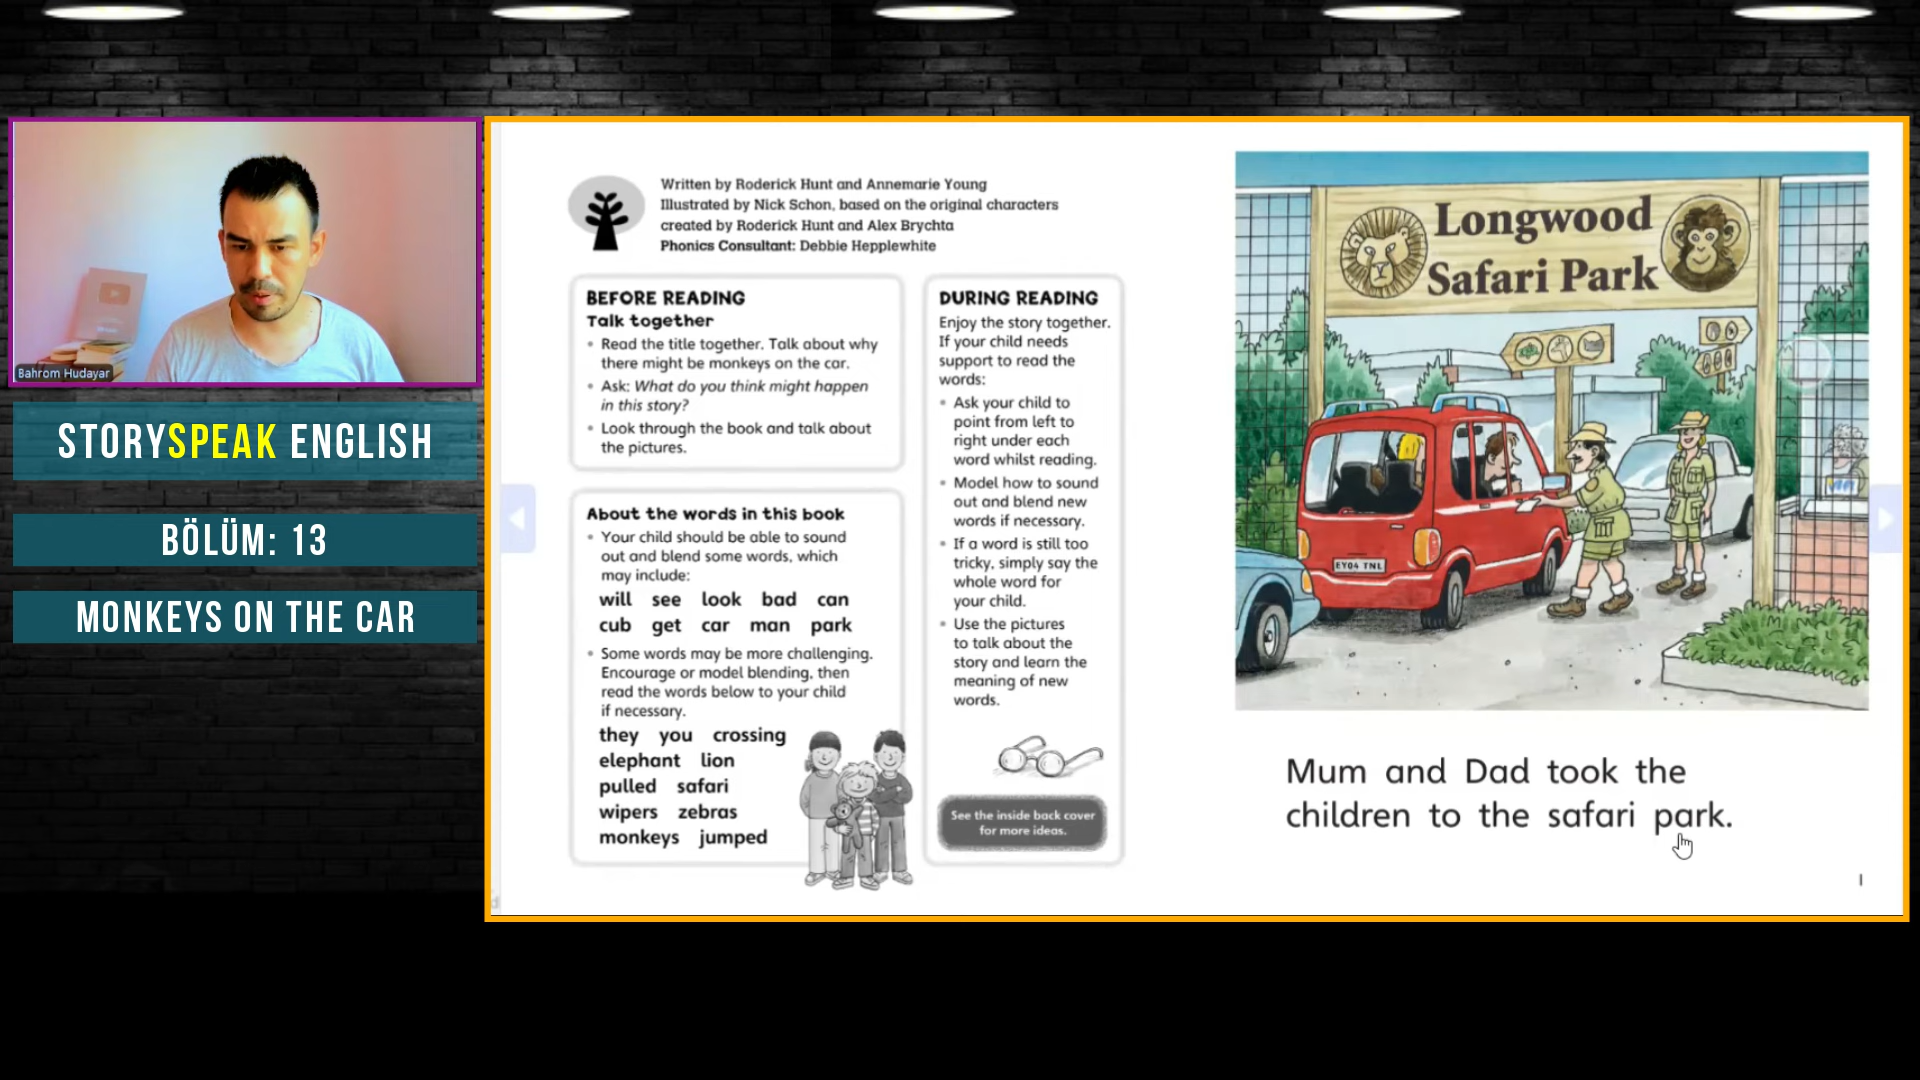 Bahrom Hudayar
STORYSPEAK ENGLISH
BÖLÜM: 13
MONKEYS ON THE CAR
Written by Roderick Hunt and Annemarie Young
Illustrated by Nick Schon, based on the original characters
created by Roderick Hunt and Alex Brychta
Phonics Consultant: Debbie Hepplewhite
BEFORE READING
Talk together
• Read the title together. Talk about why
there might be monkeys on the car.
• Ask: What do you think might happen
in this story?
• Look through the book and talk about
the pictures.
About the words in this book
• Your child should be able to sound
out and blend some words, which
may include:
will see look bad can
cub get car man park
• Some words may be more challenging.
Encourage or model blending, then
read the words below to your child
if necessary.
they you crossing
elephant lion
pulled safari
wipers zebras
monkeys jumped
DURING READING
Enjoy the story together.
If your child needs
support to read the
words:
• Ask your child to
point from left to
right under each
word whilst reading.
• Model how to sound
out and blend new
words if necessary.
• If a word is still too
tricky, simply say the
whole word for
your child.
• Use the pictures
to talk about the
story and learn the
meaning of new
words.
See the inside back cover
for more ideas.
Longwood
Safari Park
EY04 TNL
Mum and Dad took the
children to the safari park.
1